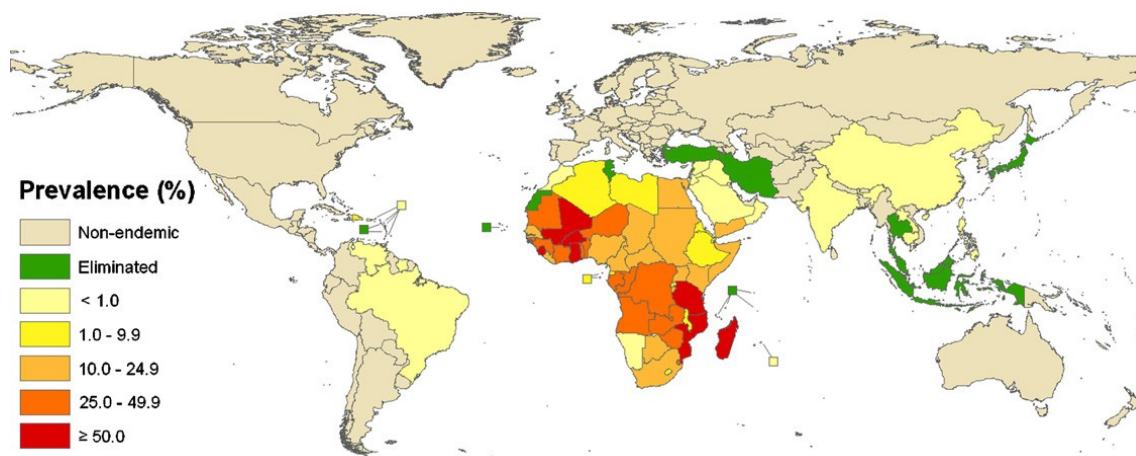 Prevalence (%)
Non-endemic
Eliminated
< 1.0
1.0 - 9.9
10.0 - 24.9
25.0 - 49.9
≥ 50.0